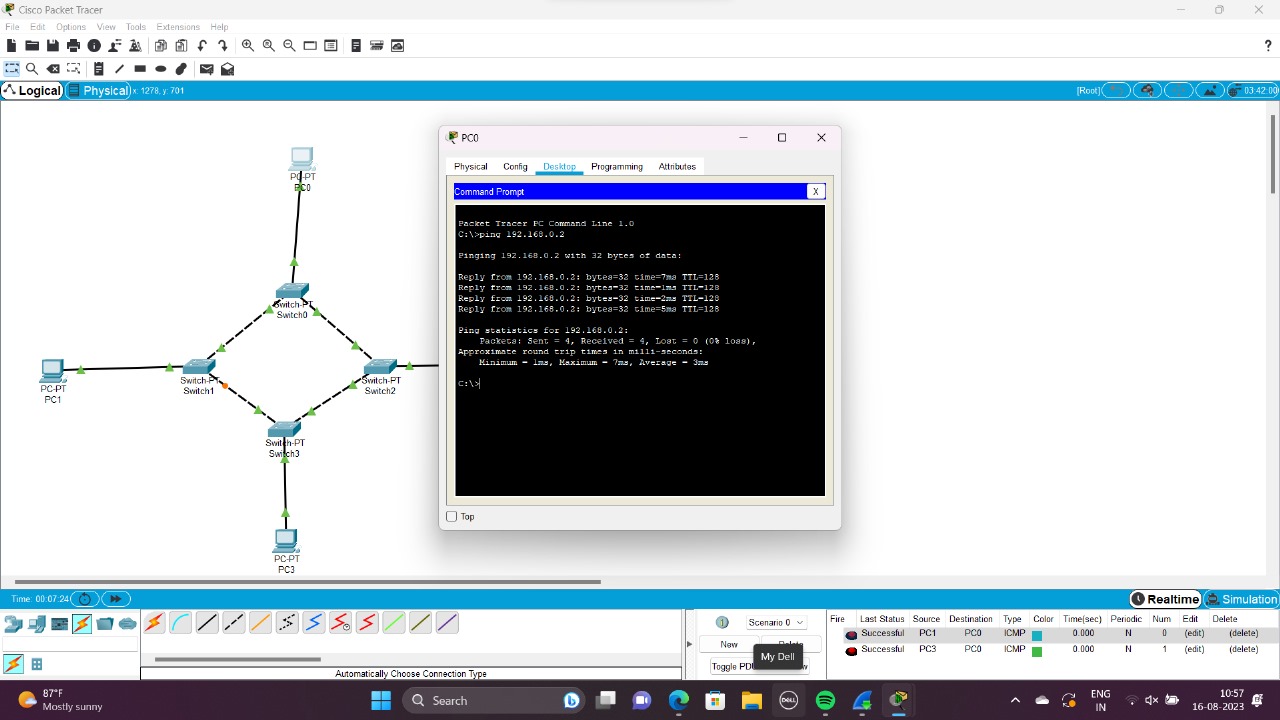 Cisco Packet Tracer
File Edit Options View Tools Extensions Help
?
Logical Physical x: 1278, y: 701 [Root] 03:42:00
PC-PT
PC0
Switch-PT
Switch0
PC-PT
PC1
Switch-PT
Switch1
Switch-PT
Switch2
Switch-PT
Switch3
PC-PT
PC3
PC0
Physical Config Desktop Programming Attributes
Command Prompt X
Packet Tracer PC Command Line 1.0
C:\>ping 192.168.0.2
Pinging 192.168.0.2 with 32 bytes of data:
Reply from 192.168.0.2: bytes=32 time=7ms TTL=128
Reply from 192.168.0.2: bytes=32 time=1ms TTL=128
Reply from 192.168.0.2: bytes=32 time=2ms TTL=128
Reply from 192.168.0.2: bytes=32 time=5ms TTL=128
Ping statistics for 192.168.0.2:
Packets: Sent = 4, Received = 4, Lost = 0 (0% loss),
Approximate round trip times in milli-seconds:
Minimum = 1ms, Maximum = 7ms, Average = 3ms
C:\>
Top
Time: 00:07:24 Realtime Simulation
Automatically Choose Connection Type
Scenario 0
New Delete
Toggle PDU
My Dell
Fire Last Status Source Destination Type Color Time(sec) Periodic Num Edit Delete
Successful PC1 PC0 ICMP 0.000 N 0 (edit) (delete)
Successful PC3 PC0 ICMP 0.000 N 1 (edit) (delete)
87°F
Mostly sunny
Search
DELL
ENG
IN
10:57
16-08-2023